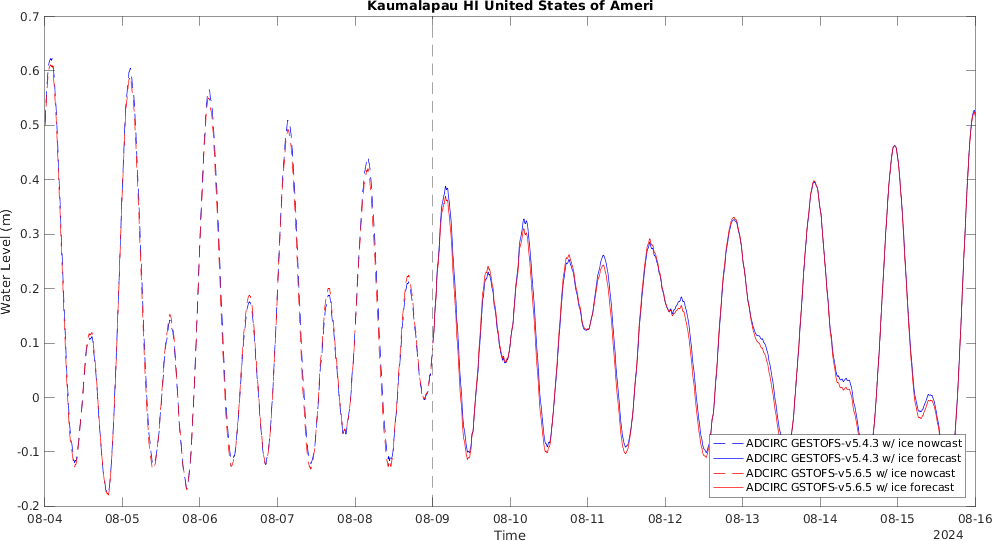 Kaumalapau HI United States of Ameri
0.7
0.6
0.5
0.4
0.3
0.2
0.1
0
-0.1
-0.2
Water Level (m)
ADCIRC GESTOFS-v5.4.3 w/ ice nowcast
ADCIRC GESTOFS-v5.4.3 w/ ice forecast
ADCIRC GSTOFS-v5.6.5 w/ ice nowcast
ADCIRC GSTOFS-v5.6.5 w/ ice forecast
08-04 08-05 08-06 08-07 08-08 08-09 08-10 08-11 08-12 08-13 08-14 08-15 08-16
Time
2024